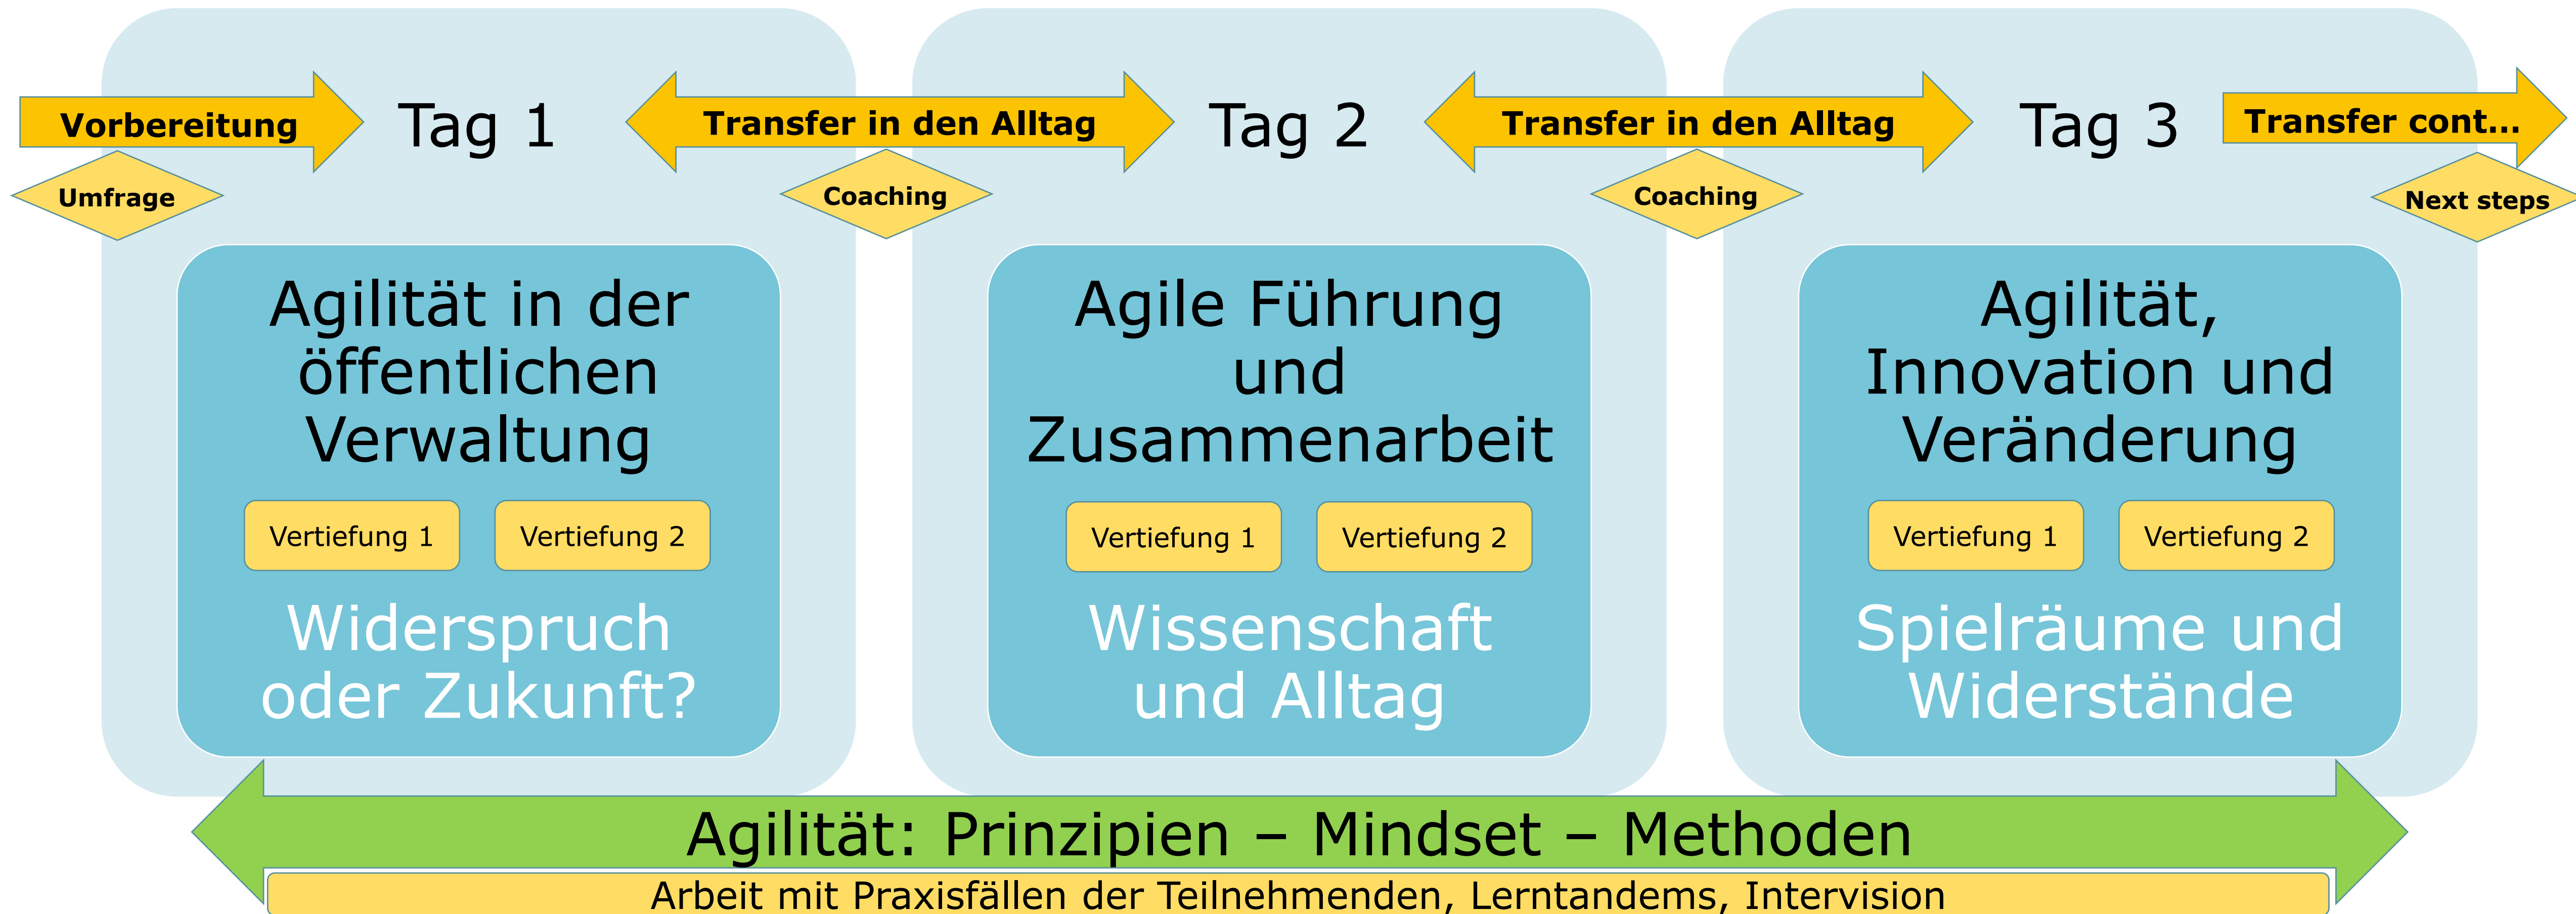 Vorbereitung
Tag 1
Transfer in den Alltag
Tag 2
Transfer in den Alltag
Tag 3
Transfer cont...
Umfrage
Coaching
Coaching
Next steps
Agilität in der
öffentlichen
Verwaltung
Vertiefung 1
Vertiefung 2
Widerspruch
oder Zukunft?
Agile Führung
und
Zusammenarbeit
Vertiefung 1
Vertiefung 2
Wissenschaft
und Alltag
Agilität,
Innovation und
Veränderung
Vertiefung 1
Vertiefung 2
Spielräume und
Widerstände
Agilität: Prinzipien – Mindset – Methoden
Arbeit mit Praxisfällen der Teilnehmenden, Lerntandems, Intervision